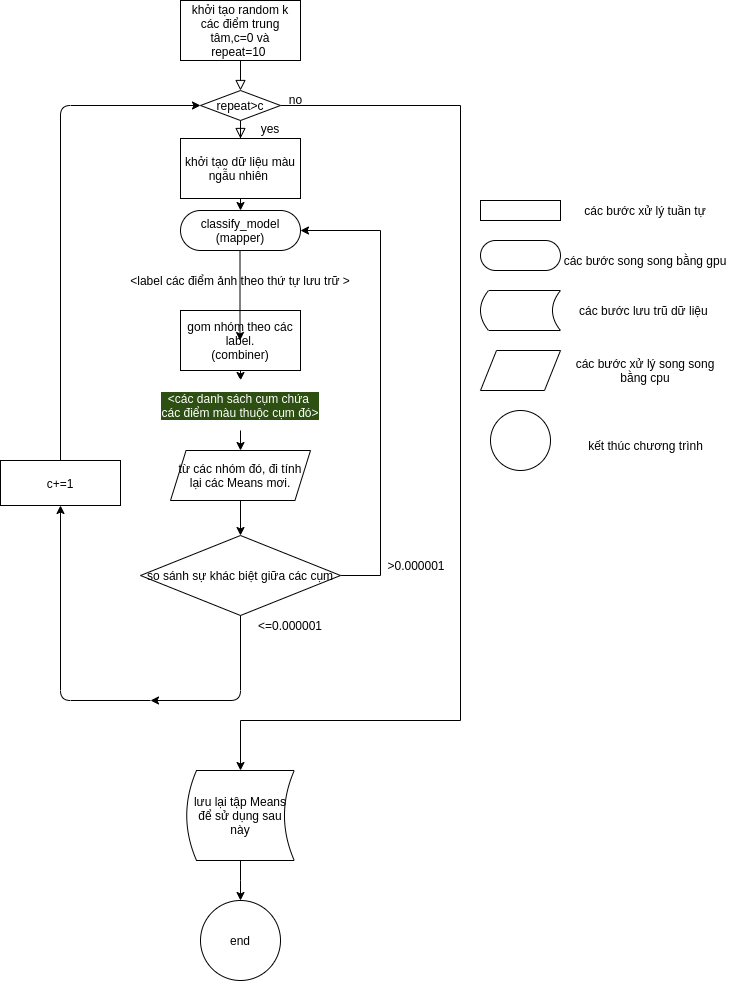 khởi tạo random k
các điểm trung
tâm,c=0 và
repeat=10
repeat>c
no
yes
khởi tạo dữ liệu màu
ngẫu nhiên
classify_model
(mapper)
<label các điểm ảnh theo thứ tự lưu trữ >
gom nhóm theo các
label.
(combiner)
<các danh sách cụm chứa
các điểm màu thuộc cụm đó>
từ các nhóm đó, đi tính
lại các Means mơi.
c+=1
so sánh sự khác biệt giữa các cụm
>0.000001
<=0.000001
lưu lại tập Means
để sử dụng sau
này
end
các bước xử lý tuần tự
các bước song song bằng gpu
các bước lưu trũ dữ liệu
các bước xử lý song song
bằng cpu
kết thúc chương trình